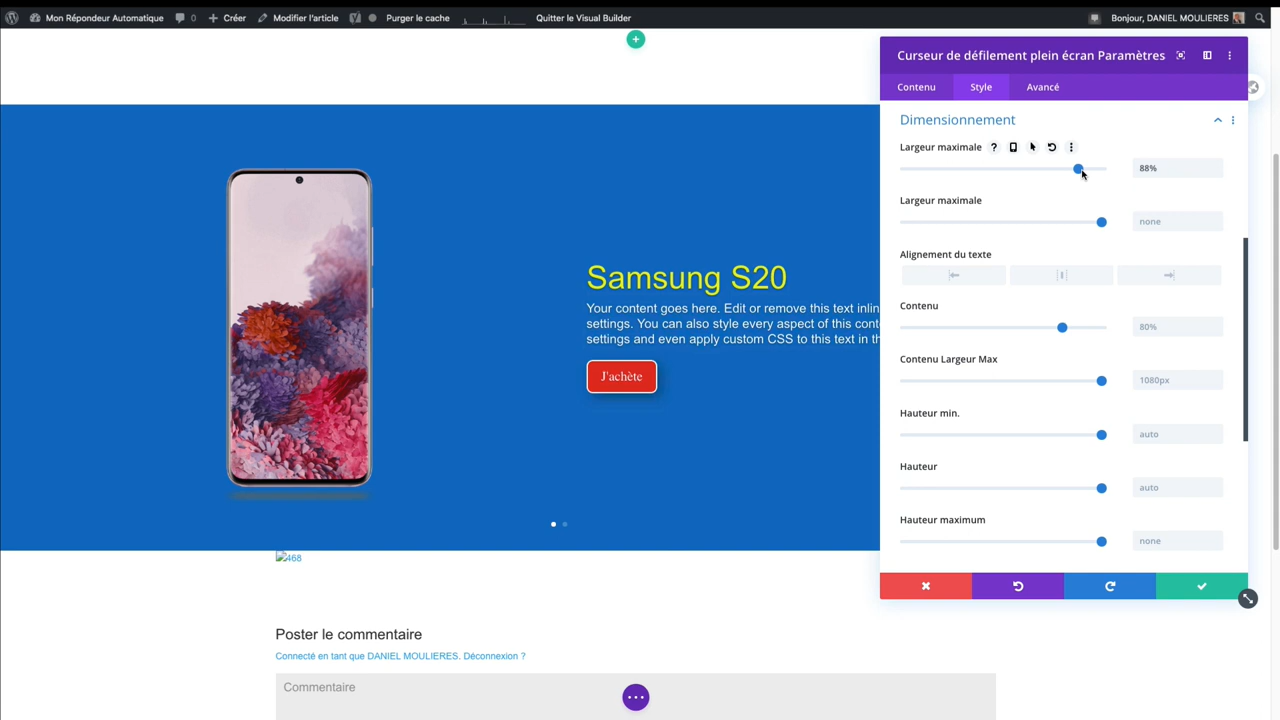 Mon Répondeur Automatique
0
Créer
Modifier l'article
Purger le cache
Quitter le Visual Builder
Bonjour, DANIEL MOULIERES
Curseur de défilement plein écran Paramètres
Contenu
Style
Avancé
Dimensionnement
Largeur maximale
88%
Largeur maximale
none
Alignement du texte
Contenu
80%
Contenu Largeur Max
1080px
Hauteur min.
auto
Hauteur
auto
Hauteur maximum
none
Samsung S20
Your content goes here. Edit or remove this text inlin
settings. You can also style every aspect of this cont
settings and even apply custom CSS to this text in th
J'achète
468
Poster le commentaire
Connecté en tant que DANIEL MOULIERES. Déconnexion ?
Commentaire